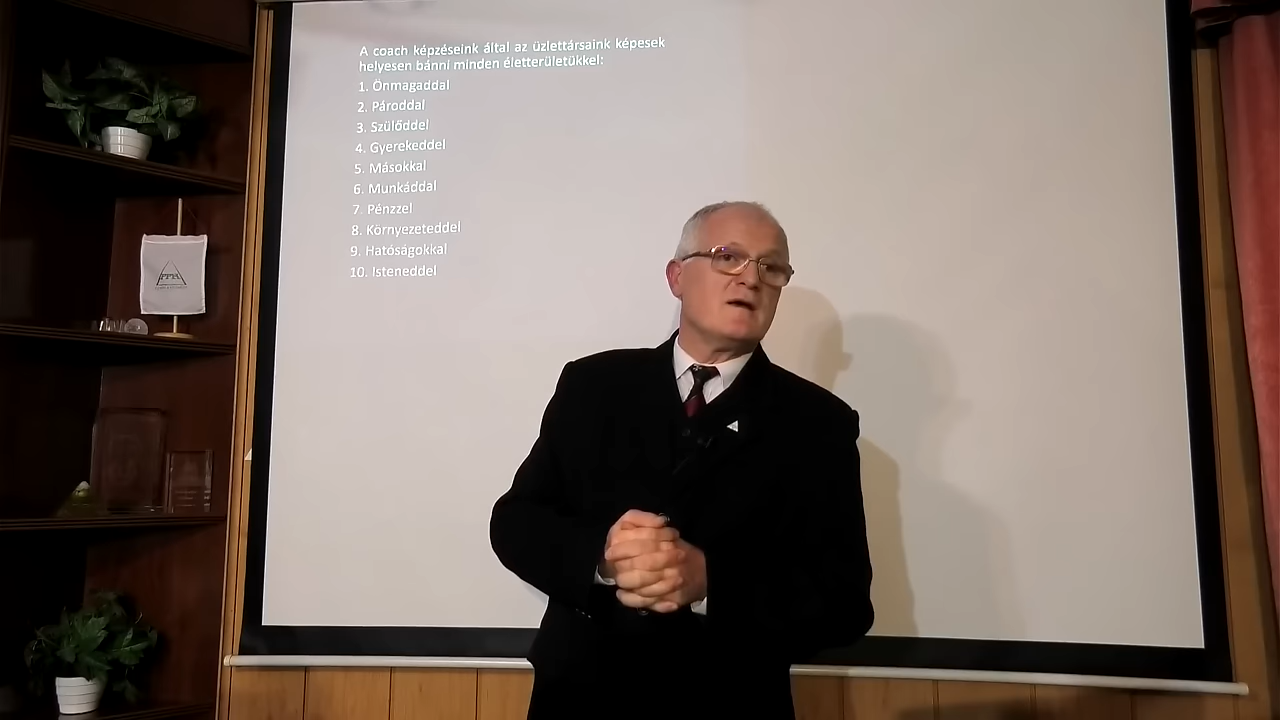 A coach képzéseink által az üzlettársaink képesek
helyesen bánni minden életterületükkel:
1. Önmagaddal
2. Pároddal
3. Szülőddel
4. Gyerekeddel
5. Másokkal
6. Munkáddal
7. Pénzzel
8. Környezeteddel
9. Hatóságokkal
10. Isteneddel